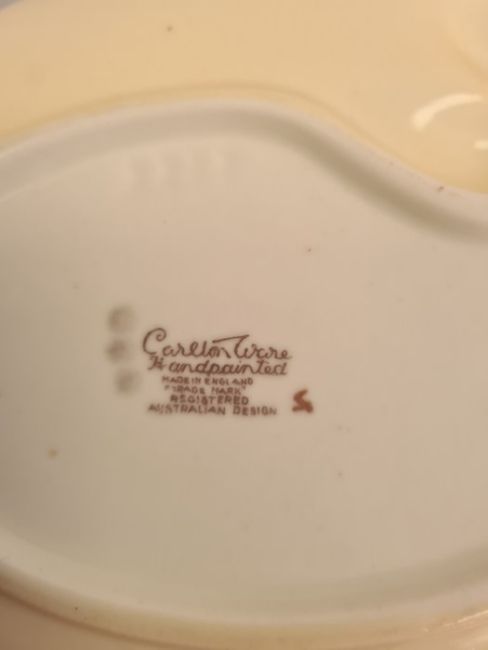 Carlton Ware
Handpainted
MADE IN ENGLAND
"TRADE MARK"
REGISTERED
AUSTRALIAN DESIGN